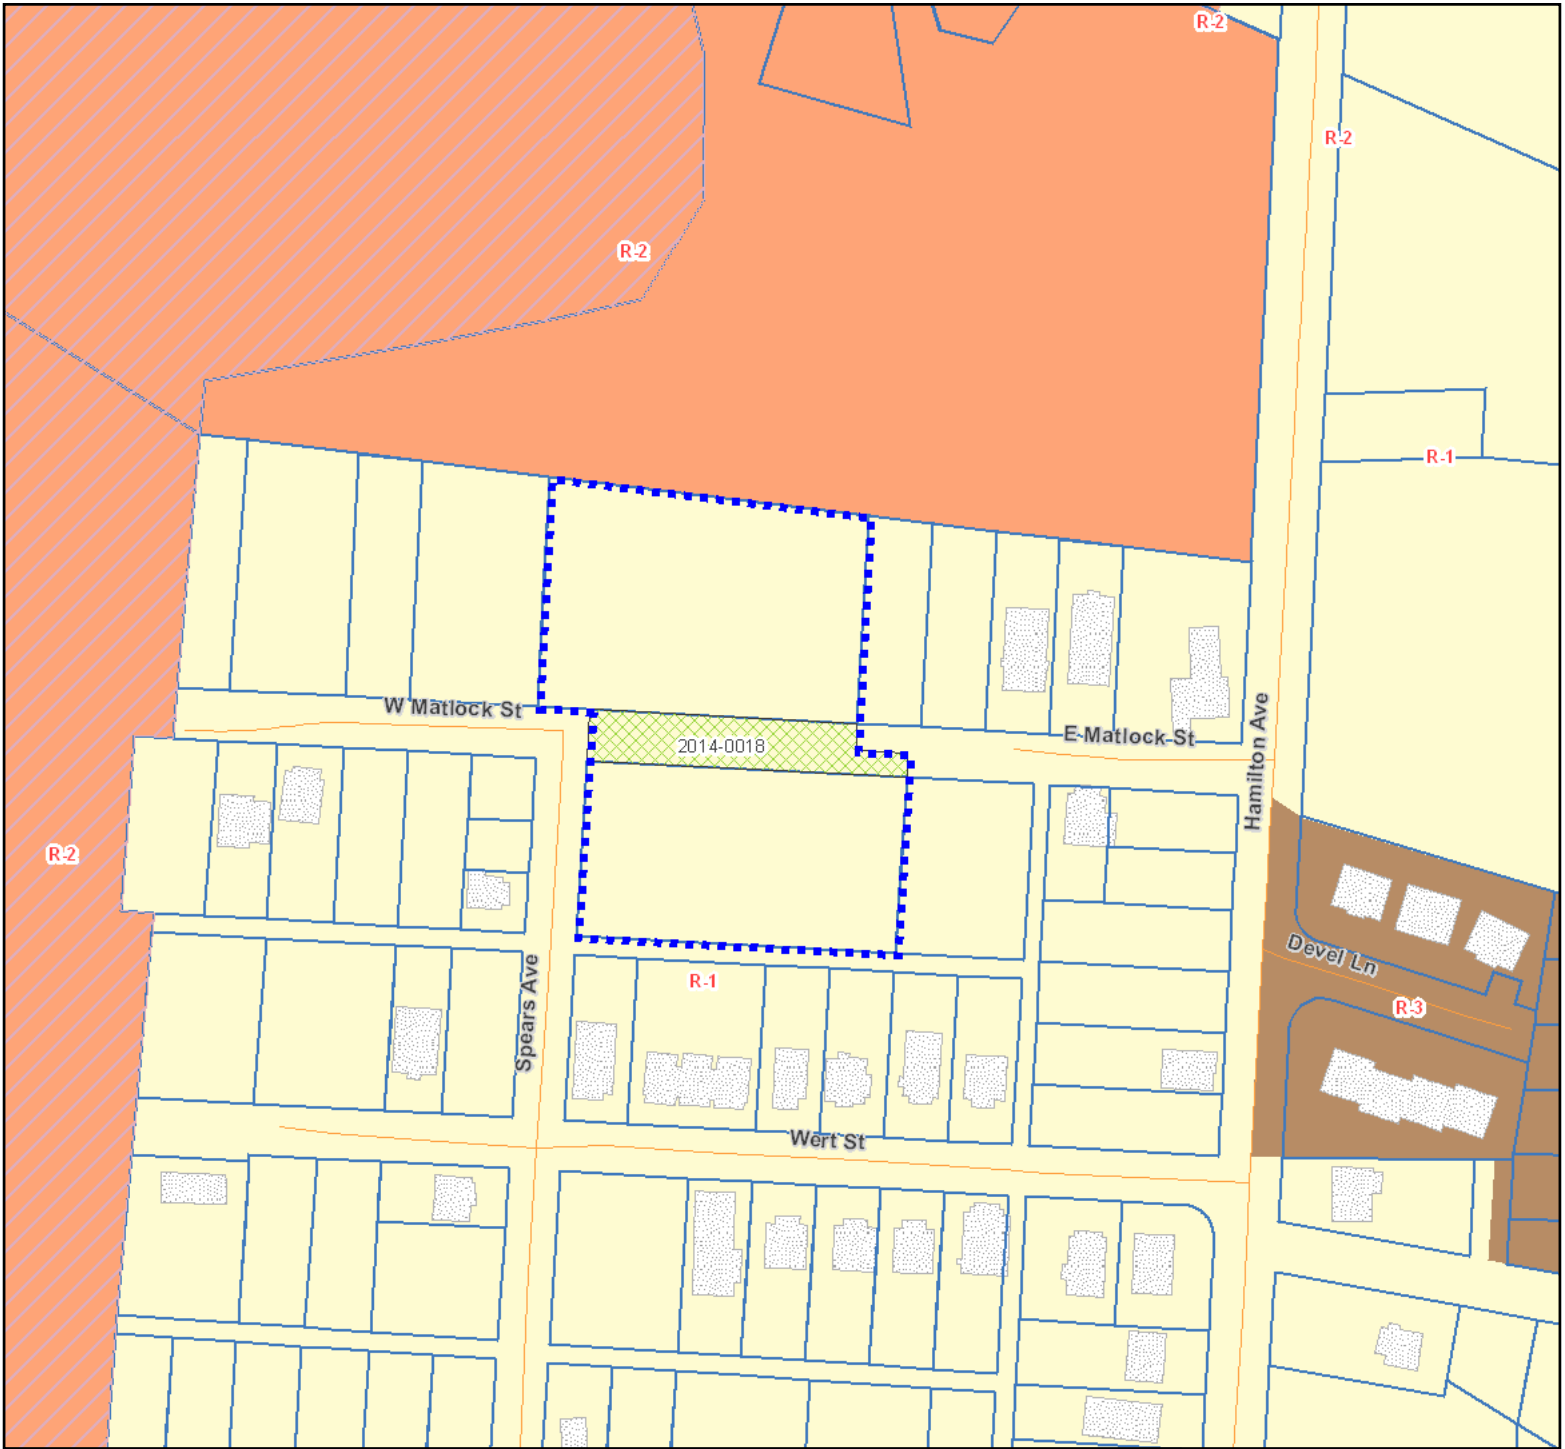 R-2
R-2
R-2
R-1
W Matlock St
E Matlock St
2014-0018
Hamilton Ave
R-2
Devel Ln
R-1
R-3
Spears Ave
Wert St